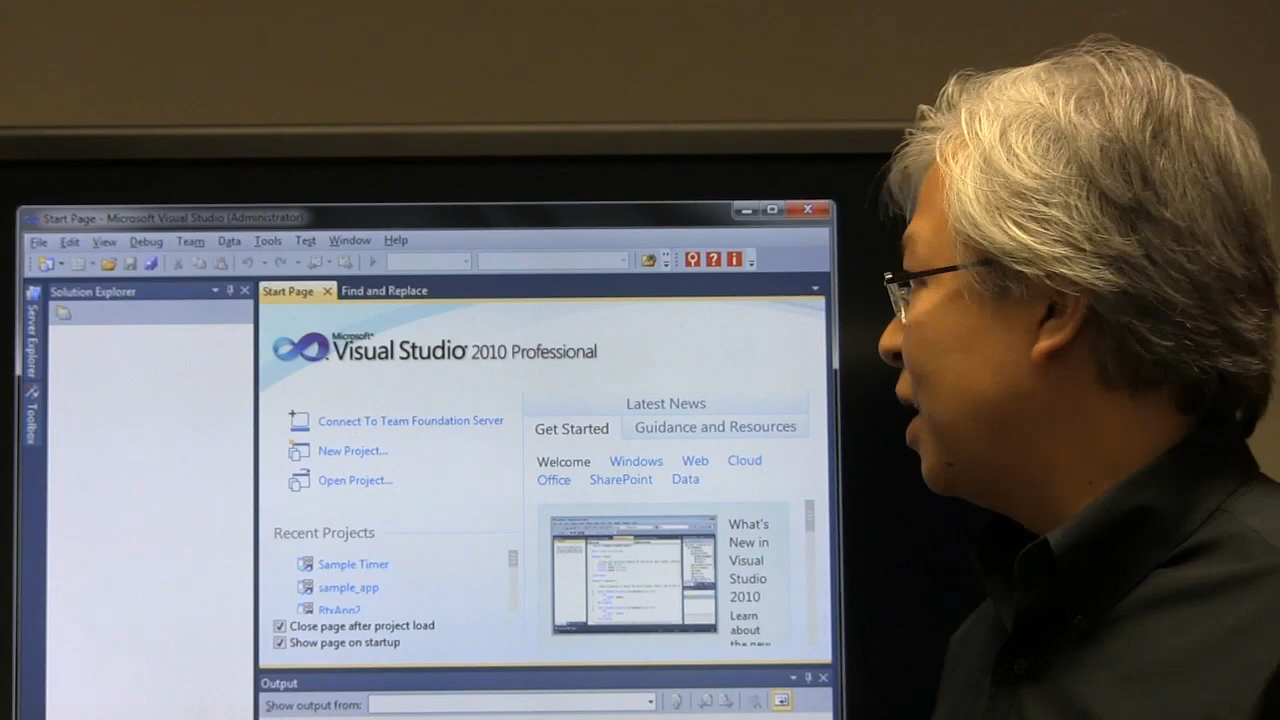 Start Page - Microsoft Visual Studio (Administrator)
File Edit View Debug Team Data Tools Test Window Help
Solution Explorer
Start Page
Find and Replace
Server Explorer
Toolbox
Microsoft
Visual Studio 2010 Professional
Connect To Team Foundation Server
New Project...
Open Project...
Recent Projects
Sample Timer
sample_app
Close page after project load
Show page on startup
Latest News
Get Started
Guidance and Resources
Welcome Windows Web Cloud
Office SharePoint Data
What's
New in
Visual
Studio
2010
Learn
about
the new
Output
Show output from: